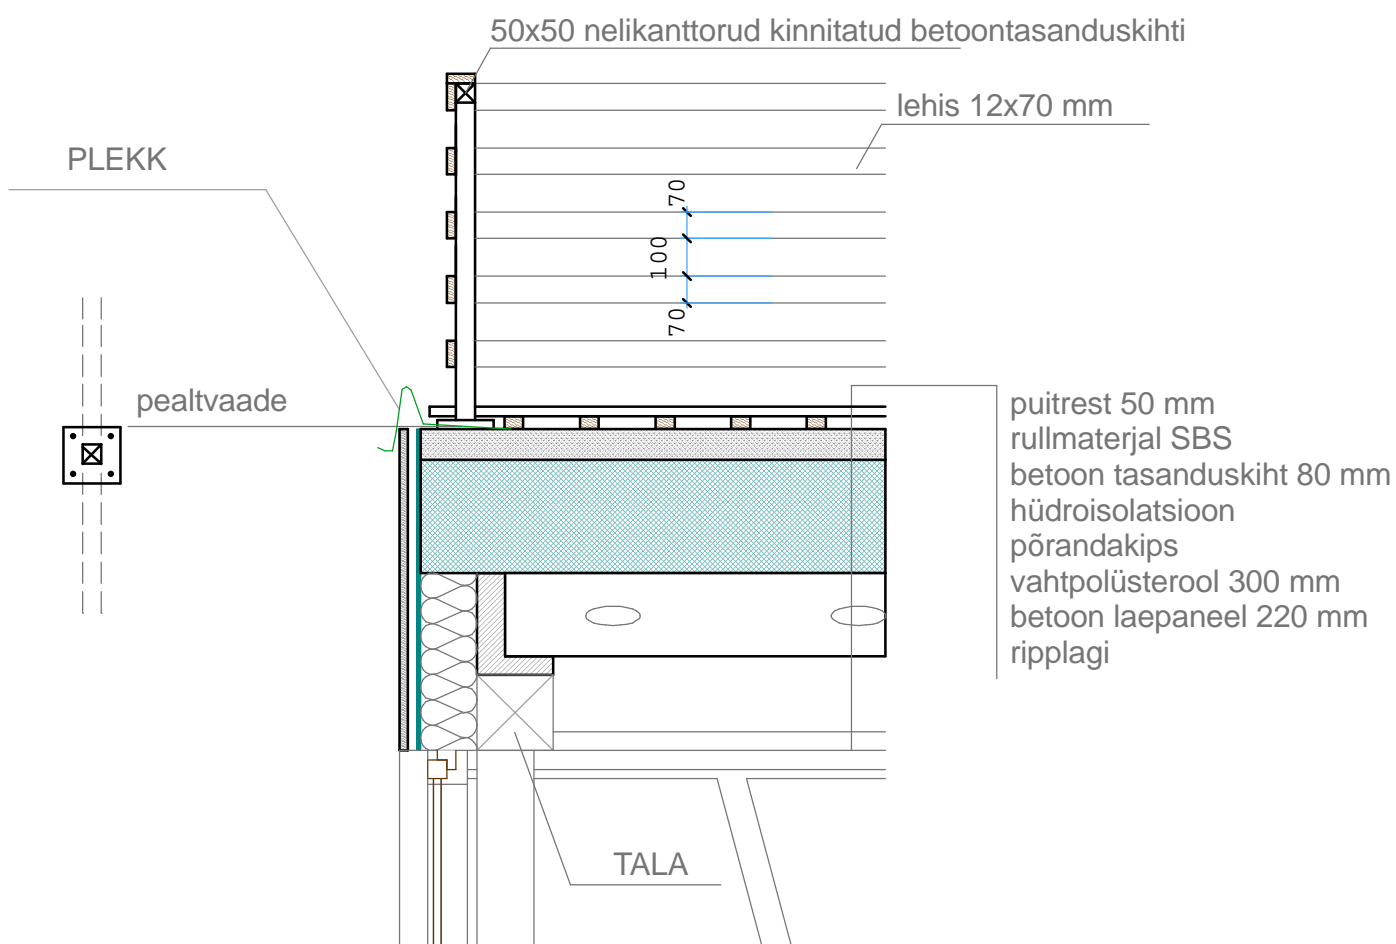 50x50 nelikanttorud kinnitatud betoontasanduskihti
lehis 12x70 mm
PLEKK
70
100
70
pealtvaade
puitrest 50 mm
rullmaterjal SBS
betoon tasanduskiht 80 mm
hüdroisolatsioon
põrandakips
vahtpolüsterool 300 mm
betoon laepaneel 220 mm
ripplagi
TALA